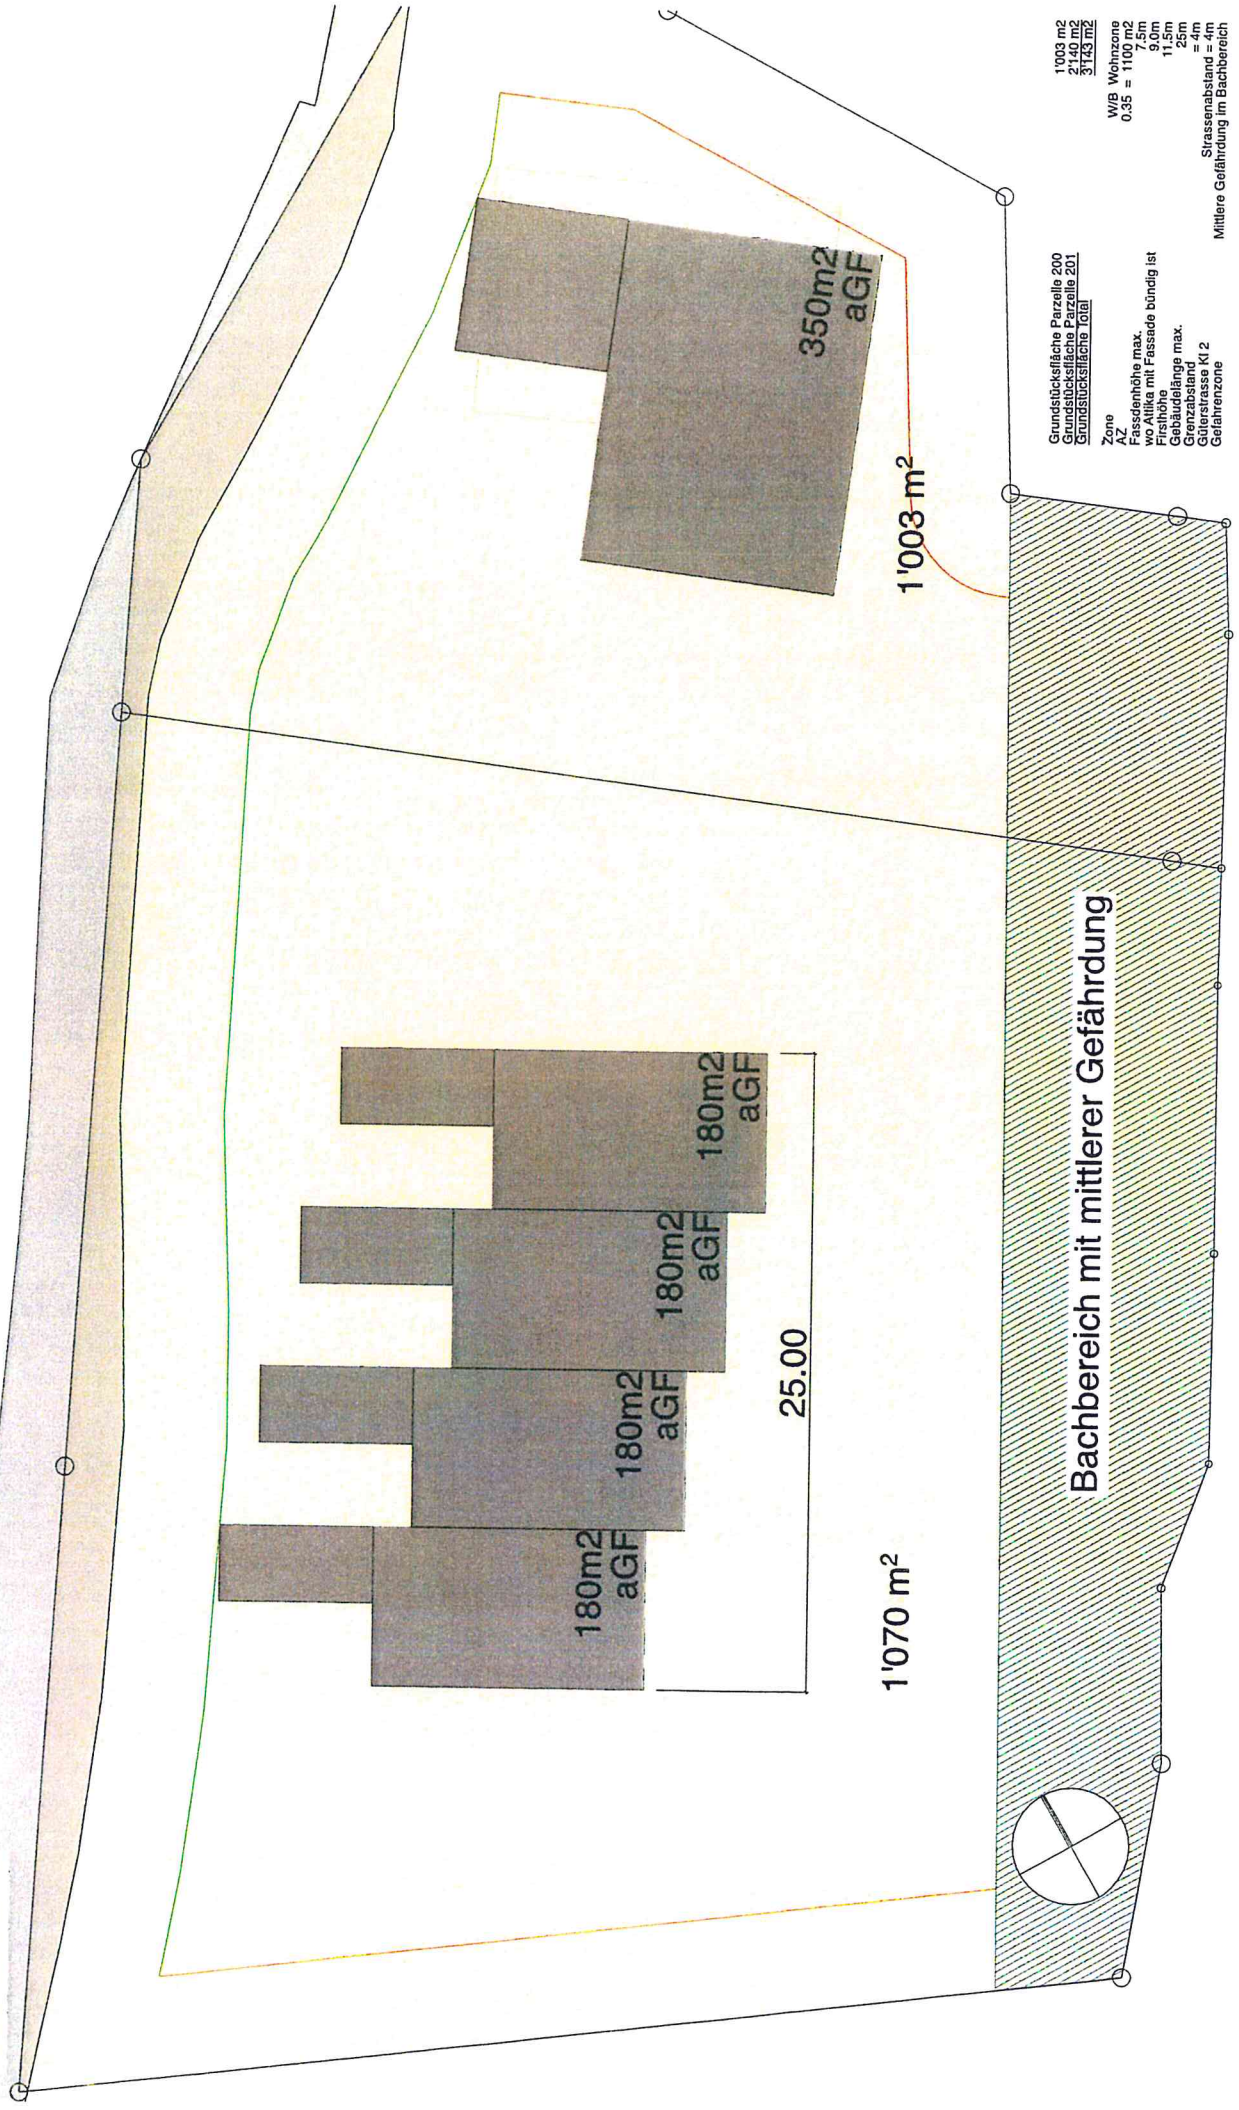 350m2
aGF
1'003 m²
180m2
aGF
180m2
aGF
180m2
aGF
180m2
aGF
25.00
1'070 m²
Bachbereich mit mittlerer Gefährdung
Grundstücksfläche Parzelle 200 1'003 m2
Grundstücksfläche Parzelle 201 2'140 m2
Grundstücksfläche Total 3'143 m2
Zone W/B Wohnzone
AZ 0.35 = 1100 m2
Fassdenhöhe max. 7.5m
wo Attika mit Fassade bündig ist 9.0m
Firsthöhe 11.5m
Gebäudelänge max. 25m
Grenzabstand = 4m
Güterstrasse Kl 2 Strassenabstand = 4m
Gefahrenzone Mittlere Gefährdung im Bachbereich